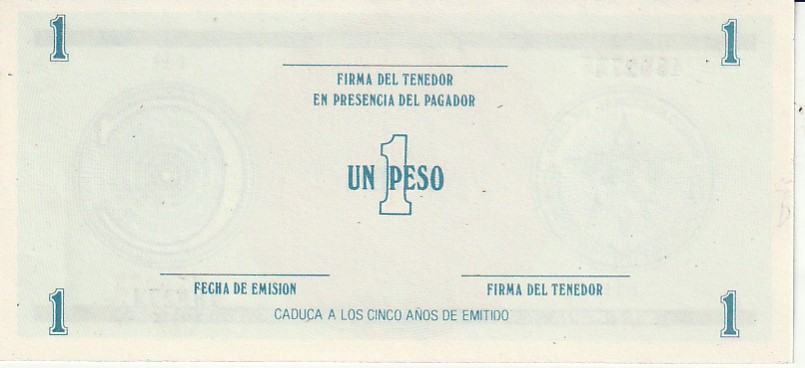 1
1
FIRMA DEL TENEDOR
EN PRESENCIA DEL PAGADOR
1
UN PESO
FECHA DE EMISION
FIRMA DEL TENEDOR
1
CADUCA A LOS CINCO AÑOS DE EMITIDO
1